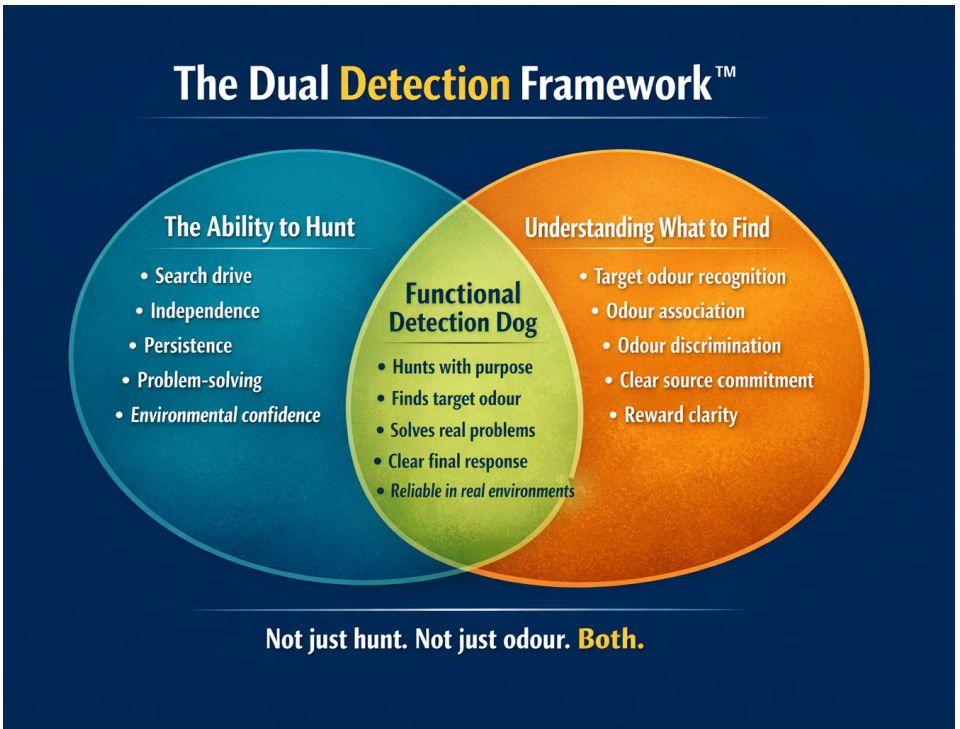 The Dual Detection Framework™
The Ability to Hunt
• Search drive
• Independence
• Persistence
• Problem-solving
• Environmental confidence
Functional
Detection Dog
• Hunts with purpose
• Finds target odour
• Solves real problems
• Clear final response
• Reliable in real environments
Understanding What to Find
• Target odour recognition
• Odour association
• Odour discrimination
• Clear source commitment
• Reward clarity
Not just hunt. Not just odour. Both.